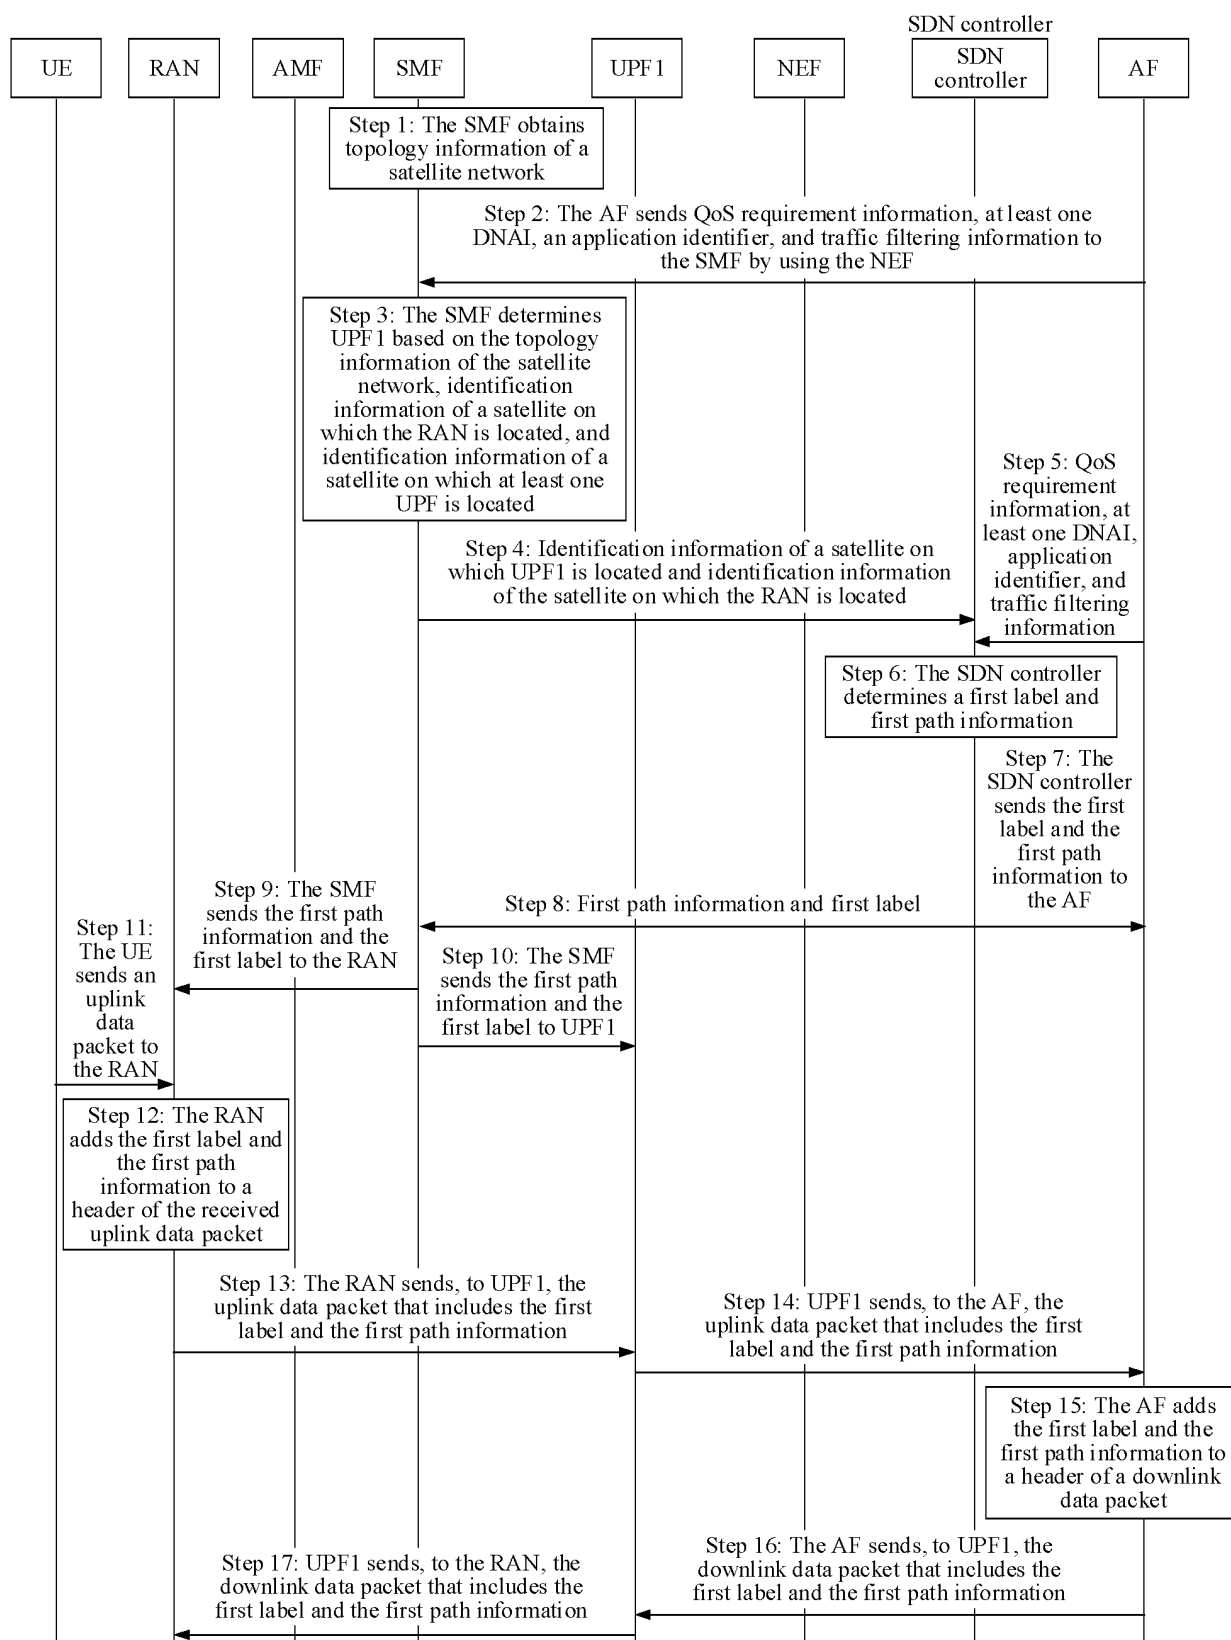 SDN controller
UE
RAN
AMF
SMF
UPF1
NEF
SDN
controller
AF
Step 1: The SMF obtains
topology information of a
satellite network
Step 2: The AF sends QoS requirement information, at least one
DNAI, an application identifier, and traffic filtering information to
the SMF by using the NEF
Step 3: The SMF determines
UPF1 based on the topology
information of the satellite
network, identification
information of a satellite on
which the RAN is located, and
identification information of a
satellite on which at least one
UPF is located
Step 4: Identification information of a satellite on
which UPF1 is located and identification information
of the satellite on which the RAN is located
Step 5: QoS
requirement
information, at
least one DNAI,
application
identifier, and
traffic filtering
information
Step 6: The SDN controller
determines a first label and
first path information
Step 7: The
SDN controller
sends the first
label and the
first path
information to
the AF
Step 8: First path information and first label
Step 9: The SMF
sends the first path
information and the
first label to the RAN
Step 10: The SMF
sends the first path
information and the
first label to UPF1
Step 11:
The UE
sends an
uplink
data
packet to
the RAN
Step 12: The RAN
adds the first label and
the first path
information to a
header of the received
uplink data packet
Step 13: The RAN sends, to UPF1, the
uplink data packet that includes the first
label and the first path information
Step 14: UPF1 sends, to the AF, the
uplink data packet that includes the first
label and the first path information
Step 15: The AF adds
the first label and the
first path information to
a header of a downlink
data packet
Step 16: The AF sends, to UPF1, the
downlink data packet that includes the
first label and the first path information
Step 17: UPF1 sends, to the RAN, the
downlink data packet that includes the
first label and the first path information